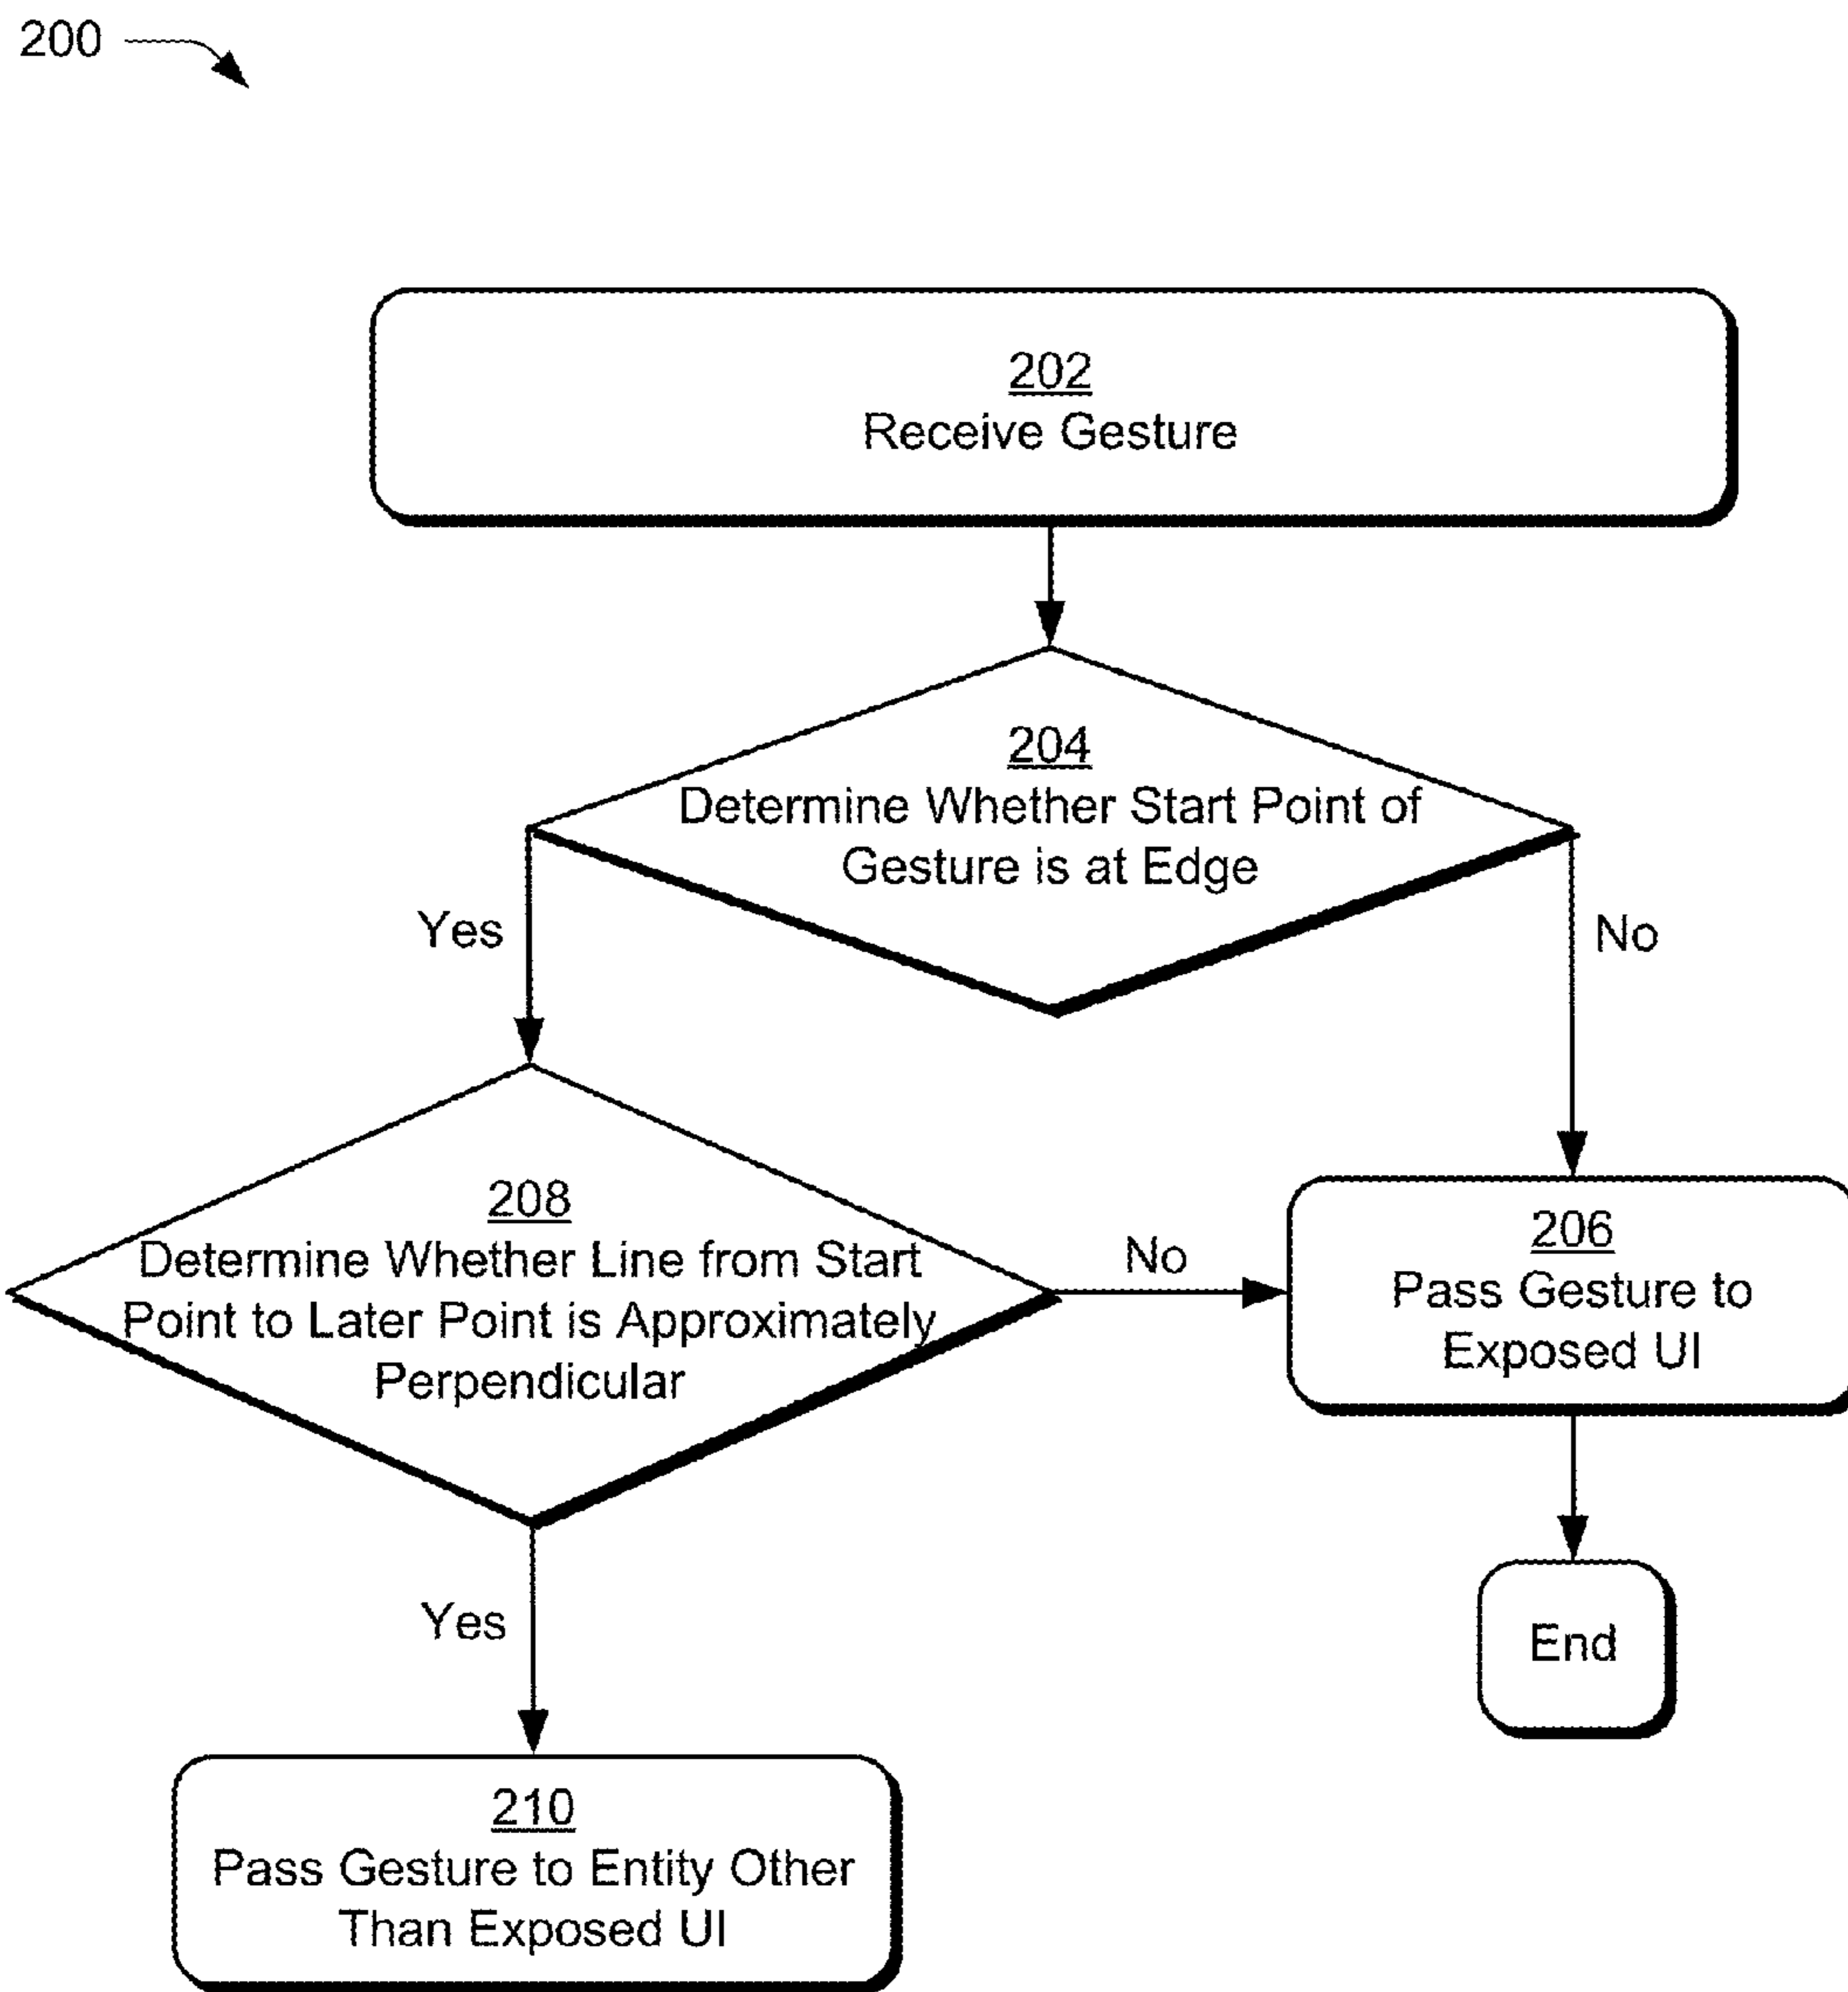 200
202
Receive Gesture
204
Determine Whether Start Point of
Gesture is at Edge
Yes
No
208
Determine Whether Line from Start
Point to Later Point is Approximately
Perpendicular
No
206
Pass Gesture to
Exposed UI
Yes
End
210
Pass Gesture to Entity Other
Than Exposed UI